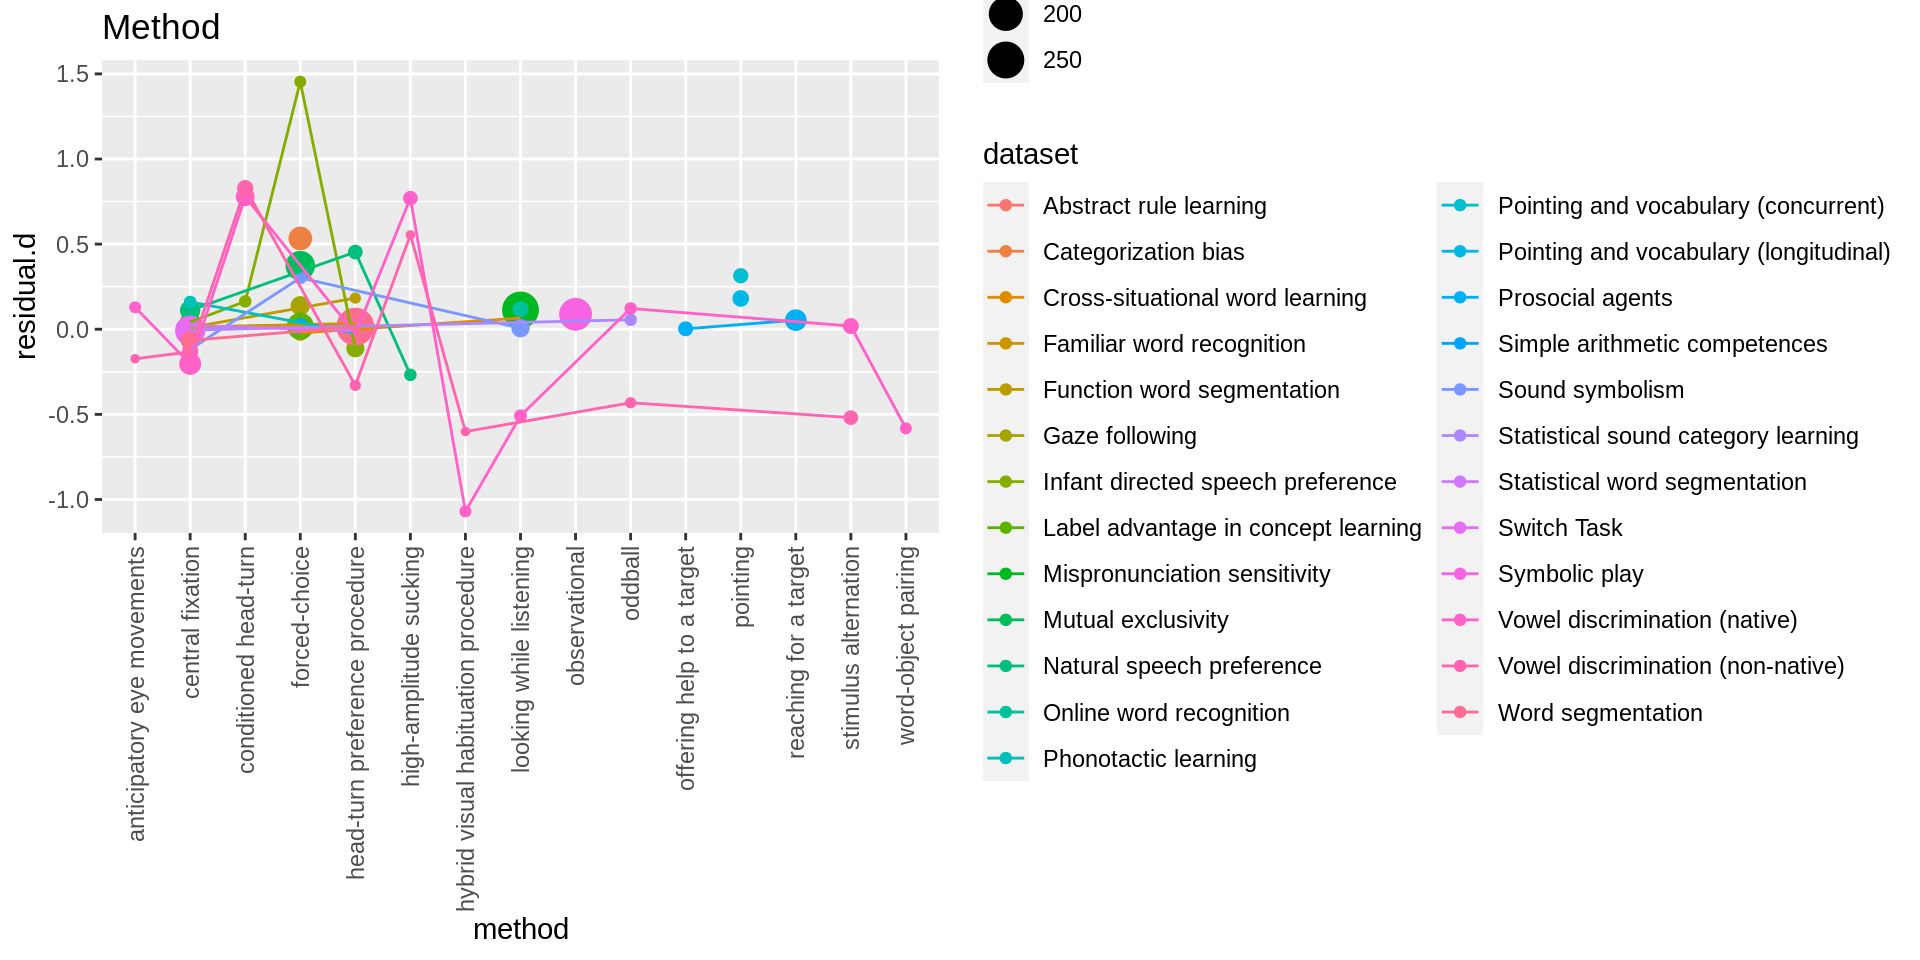 Method
1.5
1.0
0.5
0.0
-0.5
-1.0
residual.d
anticipatory eye movements
central fixation
conditioned head-turn
forced-choice
head-turn preference procedure
high-amplitude sucking
hybrid visual habituation procedure
looking while listening
observational
oddball
offering help to a target
pointing
reaching for a target
stimulus alternation
word-object pairing
method
200
250
dataset
Abstract rule learning
Categorization bias
Cross-situational word learning
Familiar word recognition
Function word segmentation
Gaze following
Infant directed speech preference
Label advantage in concept learning
Mispronunciation sensitivity
Mutual exclusivity
Natural speech preference
Online word recognition
Phonotactic learning
Pointing and vocabulary (concurrent)
Pointing and vocabulary (longitudinal)
Prosocial agents
Simple arithmetic competences
Sound symbolism
Statistical sound category learning
Statistical word segmentation
Switch Task
Symbolic play
Vowel discrimination (native)
Vowel discrimination (non-native)
Word segmentation